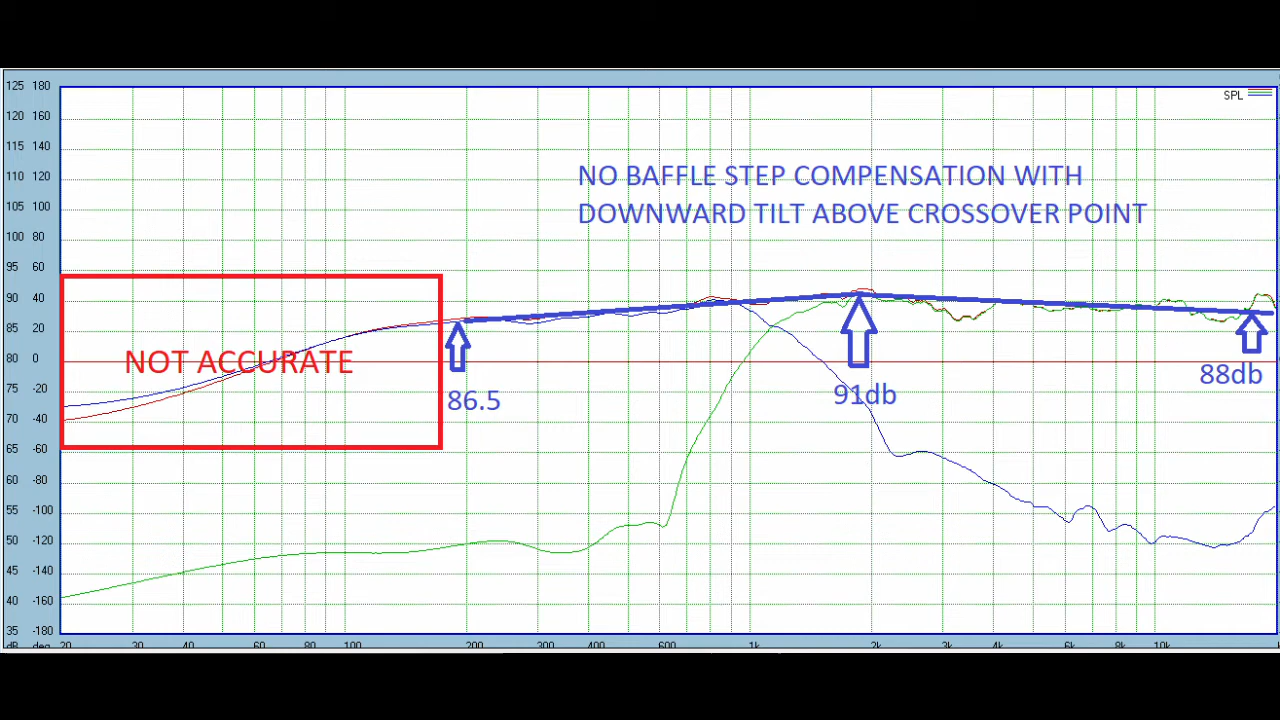 125 180
SPL
120 160
115 140
110 120
NO BAFFLE STEP COMPENSATION WITH
105 100
DOWNWARD TILT ABOVE CROSSOVER POINT
100 80
95 60
90 40
85 20
80 0
NOT ACCURATE
75 -20
88db
86.5
91db
70 -40
65 -60
60 -80
55 -100
50 -120
45 -140
40 -160
35 -180
dB deg 20 30 40 60 80 100 200 300 400 600 1k 2k 3k 4k 6k 10k